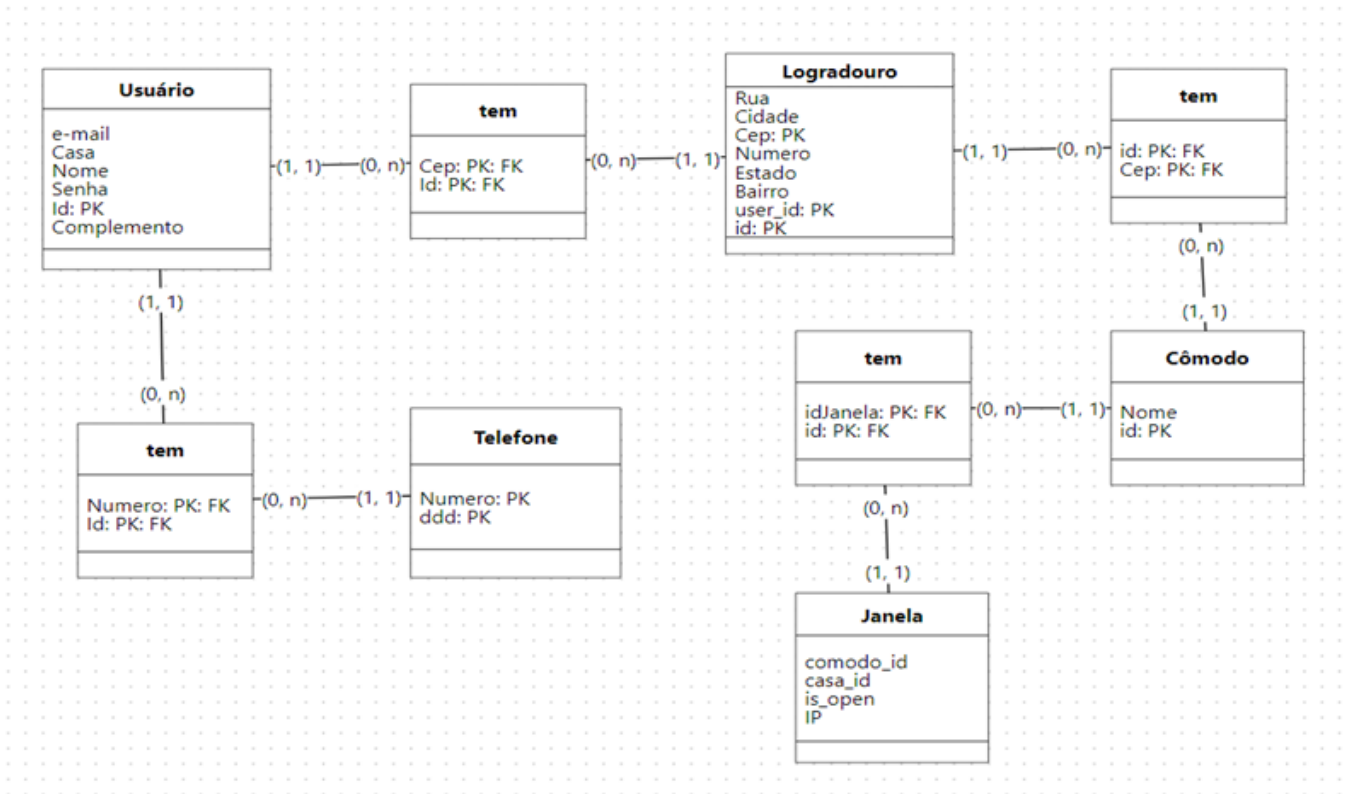 Usuário
e-mail
Casa
Nome
Senha
Id: PK
Complemento
(1, 1)
(0, n)
tem
Cep: PK: FK
Id: PK: FK
(0, n)
(1, 1)
Logradouro
Rua
Cidade
Cep: PK
Numero
Estado
Bairro
user_id: PK
id: PK
(1, 1)
(0, n)
tem
id: PK: FK
Cep: PK: FK
(0, n)
(1, 1)
Cômodo
Nome
id: PK
(1, 1)
(0, n)
tem
idJanela: PK: FK
id: PK: FK
(0, n)
(1, 1)
Janela
comodo_id
casa_id
is_open
IP
(1, 1)
(0, n)
tem
Numero: PK: FK
Id: PK: FK
(0, n)
(1, 1)
Telefone
Numero: PK
ddd: PK